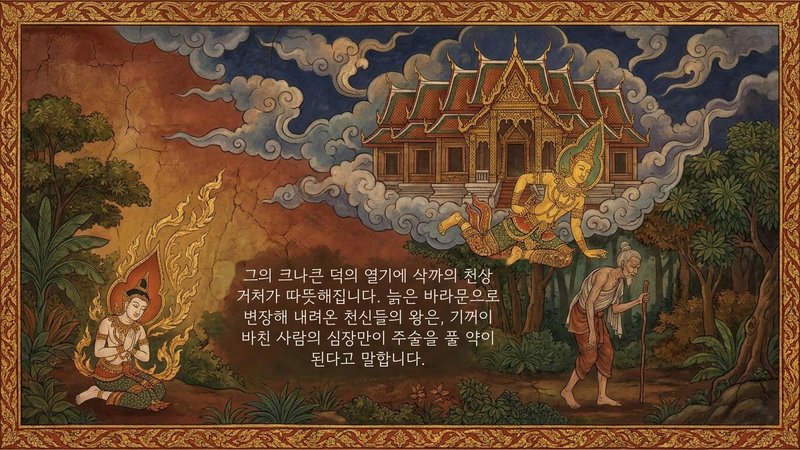 그의 크나큰 덕의 열기에 삭까의 천상
거처가 따뜻해집니다. 늙은 바라문으로
변장해 내려온 천신들의 왕은, 기꺼이
바친 사람의 심장만이 주술을 풀 약이
된다고 말합니다.